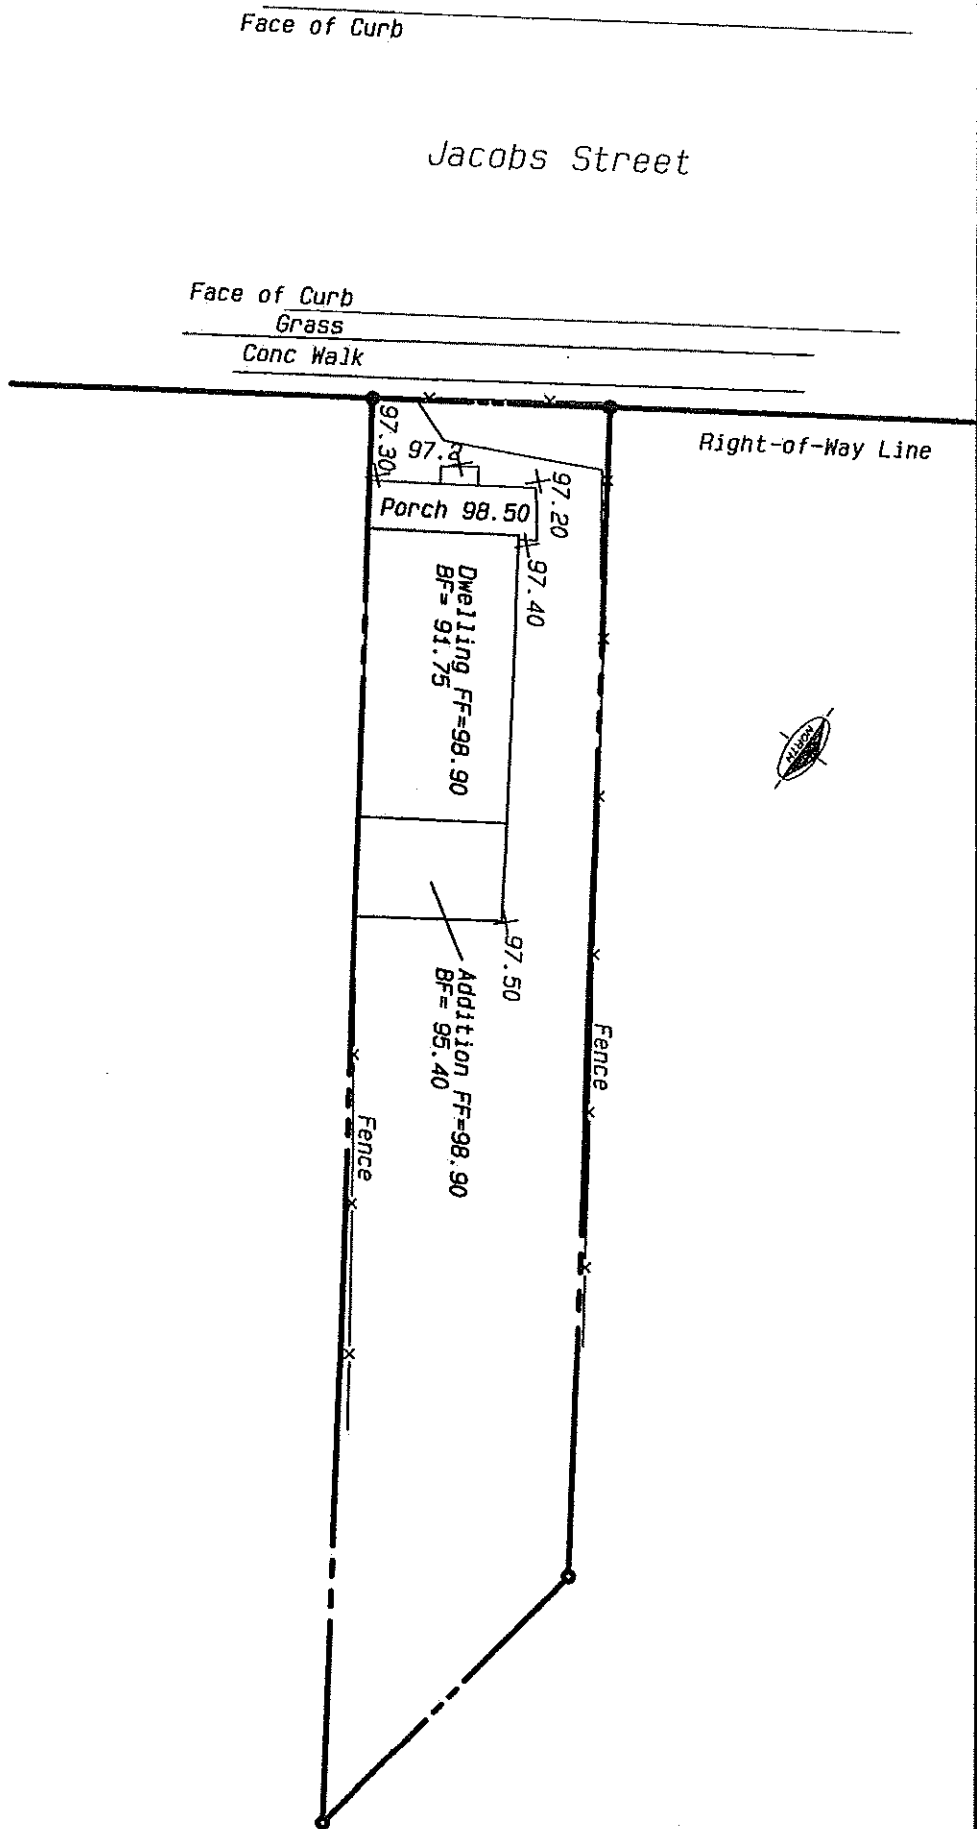 Face of Curb
Jacobs Street
Face of Curb
Grass
Conc Walk
Right-of-Way Line
97.30
97.2
97.20
Porch 98.50
97.40
Dwelling FF=98.90
BF= 91.75
NORTH
97.50
Addition FF=98.90
BF= 95.40
Fence
Fence